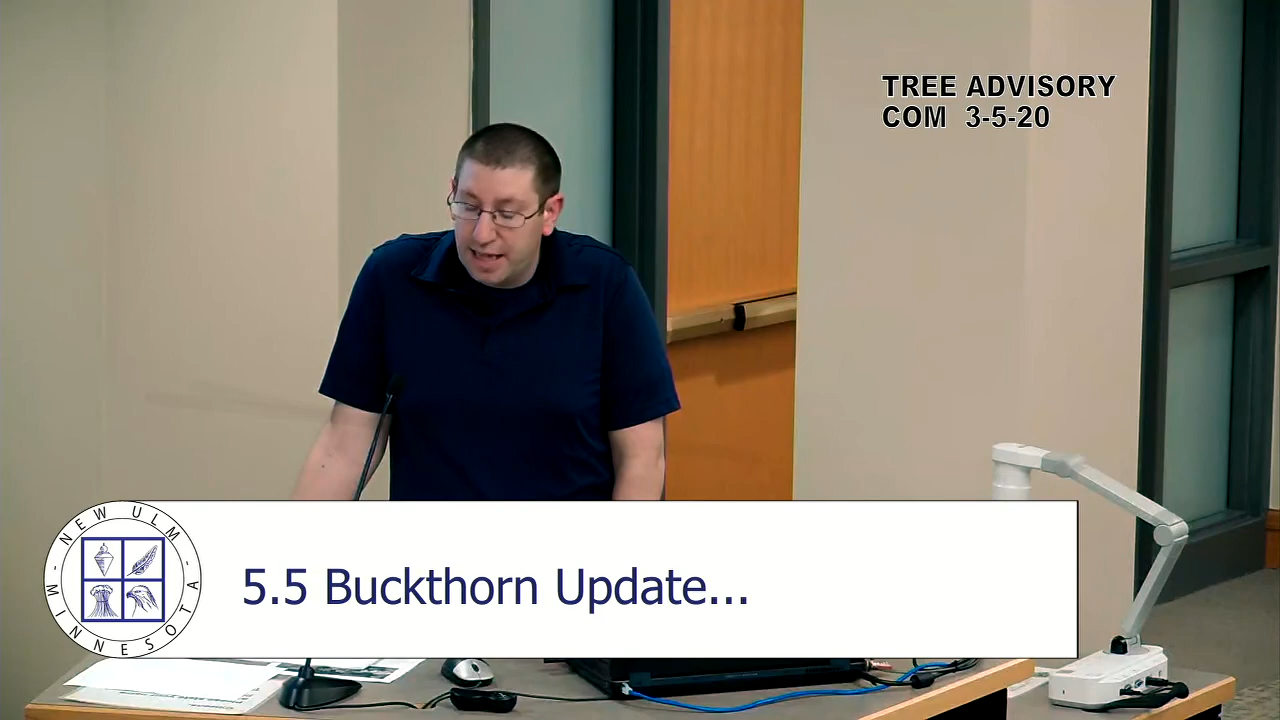 TREE ADVISORY
COM 3-5-20
NEW ULM
5.5 Buckthorn Update...
- MINNESOTA -